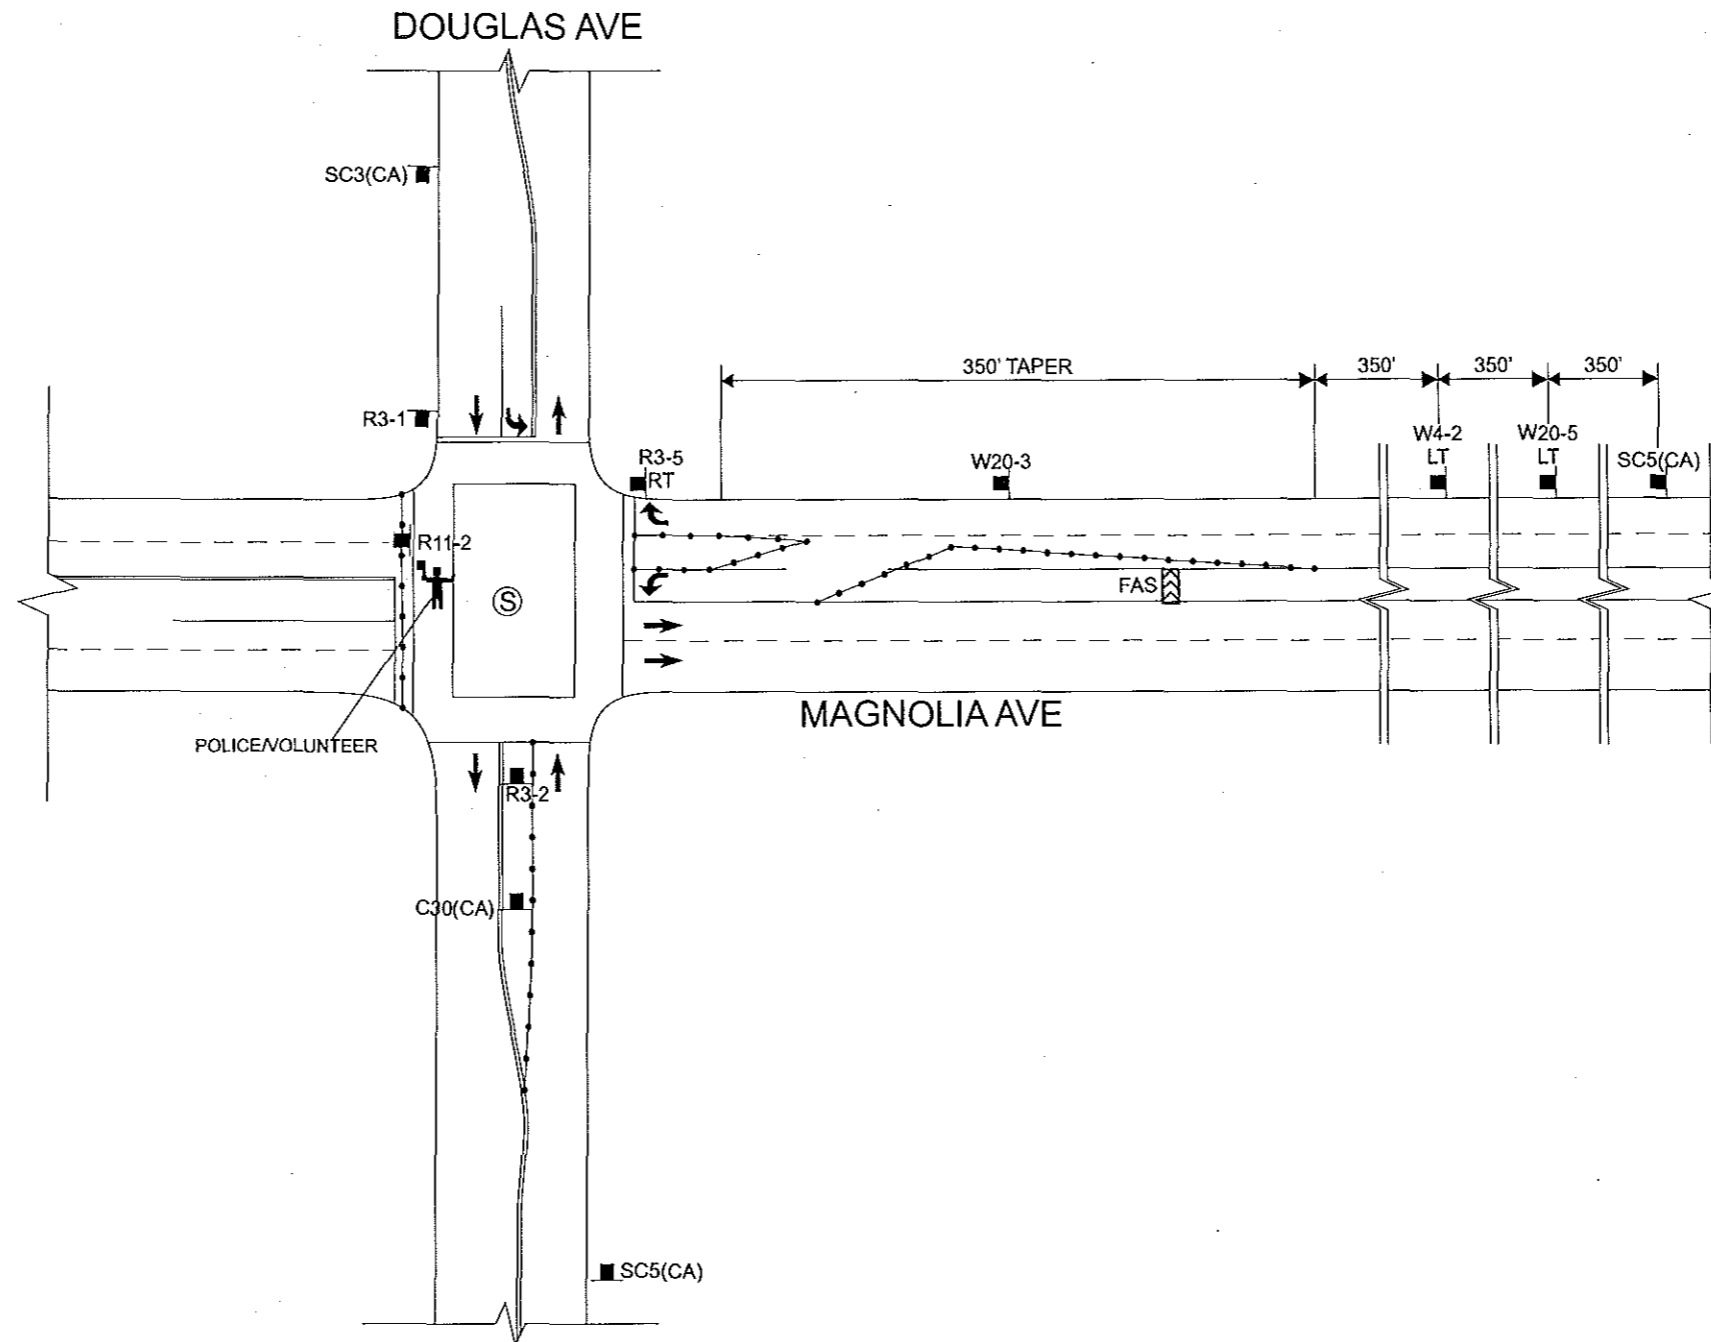 DOUGLAS AVE
SC3(CA)
350' TAPER
350'
350'
350'
R3-1
R3-5
RT
W20-3
W4-2
LT
W20-5
LT
SC5(CA)
R11-2
FAS
S
MAGNOLIA AVE
POLICE/VOLUNTEER
R3-2
C30(CA)
SC5(CA)